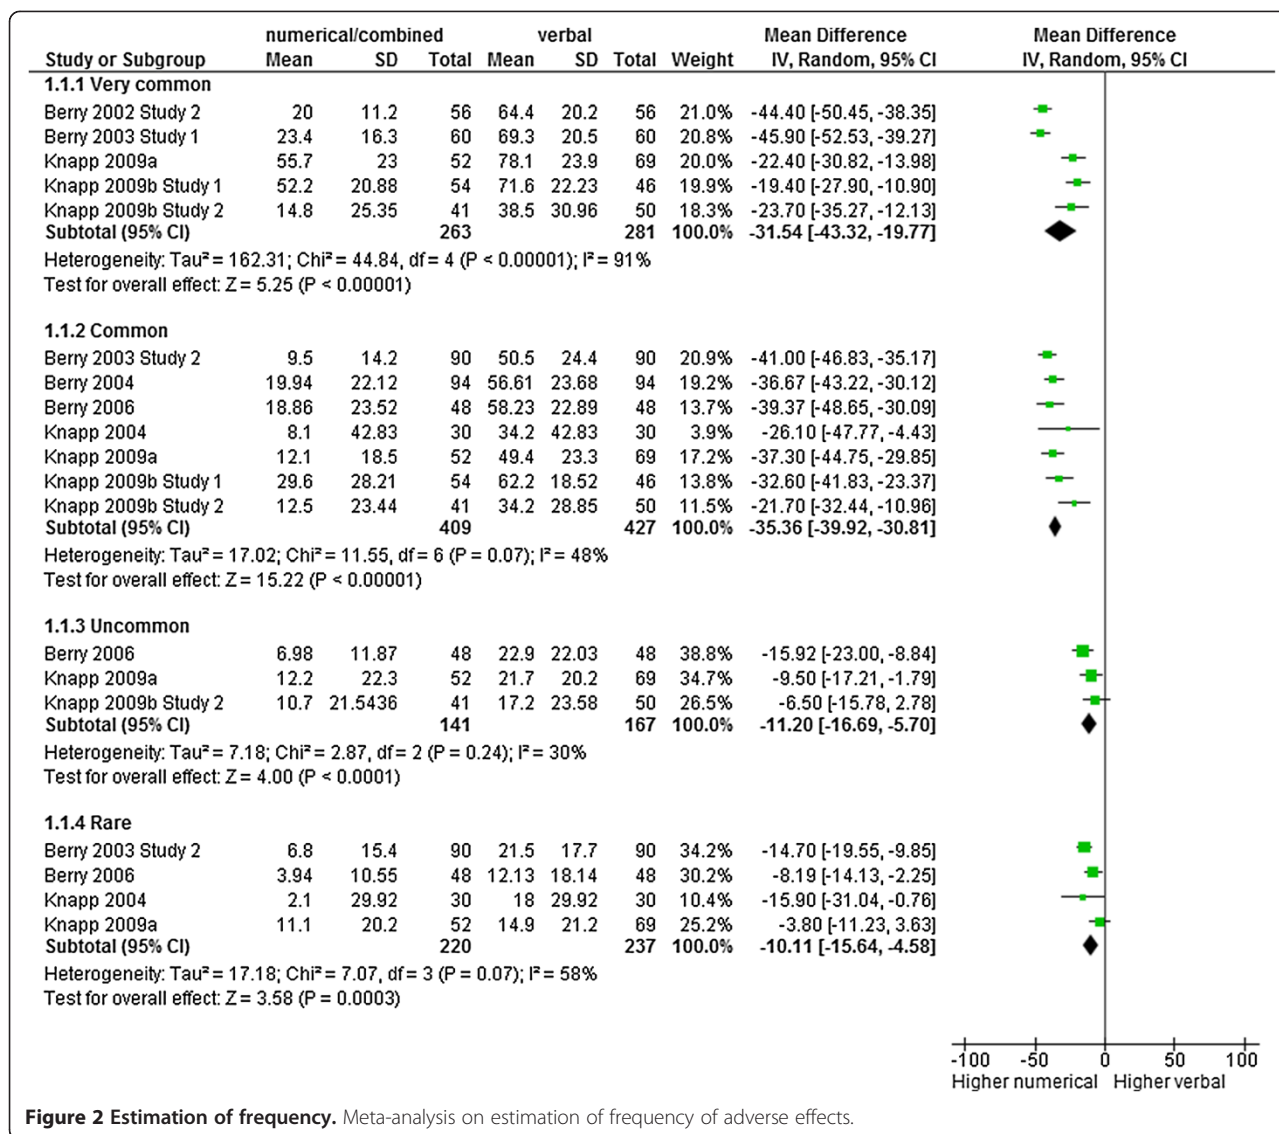 numerical/combined verbal Mean Difference Mean Difference
Study or Subgroup Mean SD Total Mean SD Total Weight IV, Random, 95% CI IV, Random, 95% CI
1.1.1 Very common
Berry 2002 Study 2 20 11.2 56 64.4 20.2 56 21.0% -44.40 [-50.45, -38.35]
Berry 2003 Study 1 23.4 16.3 60 69.3 20.5 60 20.8% -45.90 [-52.53, -39.27]
Knapp 2009a 55.7 23 52 78.1 23.9 69 20.0% -22.40 [-30.82, -13.98]
Knapp 2009b Study 1 52.2 20.88 54 71.6 22.23 46 19.9% -19.40 [-27.90, -10.90]
Knapp 2009b Study 2 14.8 25.35 41 38.5 30.96 50 18.3% -23.70 [-35.27, -12.13]
Subtotal (95% CI) 263 281 100.0% -31.54 [-43.32, -19.77]
Heterogeneity: Tau² = 162.31; Chi² = 44.84, df = 4 (P < 0.00001); I² = 91%
Test for overall effect: Z = 5.25 (P < 0.00001)
1.1.2 Common
Berry 2003 Study 2 9.5 14.2 90 50.5 24.4 90 20.9% -41.00 [-46.83, -35.17]
Berry 2004 19.94 22.12 94 56.61 23.68 94 19.2% -36.67 [-43.22, -30.12]
Berry 2006 18.86 23.52 48 58.23 22.89 48 13.7% -39.37 [-48.65, -30.09]
Knapp 2004 8.1 42.83 30 34.2 42.83 30 3.9% -26.10 [-47.77, -4.43]
Knapp 2009a 12.1 18.5 52 49.4 23.3 69 17.2% -37.30 [-44.75, -29.85]
Knapp 2009b Study 1 29.6 28.21 54 62.2 18.52 46 13.8% -32.60 [-41.83, -23.37]
Knapp 2009b Study 2 12.5 23.44 41 34.2 28.85 50 11.5% -21.70 [-32.44, -10.96]
Subtotal (95% CI) 409 427 100.0% -35.36 [-39.92, -30.81]
Heterogeneity: Tau² = 17.02; Chi² = 11.55, df = 6 (P = 0.07); I² = 48%
Test for overall effect: Z = 15.22 (P < 0.00001)
1.1.3 Uncommon
Berry 2006 6.98 11.87 48 22.9 22.03 48 38.8% -15.92 [-23.00, -8.84]
Knapp 2009a 12.2 22.3 52 21.7 20.2 69 34.7% -9.50 [-17.21, -1.79]
Knapp 2009b Study 2 10.7 21.5436 41 17.2 23.58 50 26.5% -6.50 [-15.78, 2.78]
Subtotal (95% CI) 141 167 100.0% -11.20 [-16.69, -5.70]
Heterogeneity: Tau² = 7.18; Chi² = 2.87, df = 2 (P = 0.24); I² = 30%
Test for overall effect: Z = 4.00 (P < 0.0001)
1.1.4 Rare
Berry 2003 Study 2 6.8 15.4 90 21.5 17.7 90 34.2% -14.70 [-19.55, -9.85]
Berry 2006 3.94 10.55 48 12.13 18.14 48 30.2% -8.19 [-14.13, -2.25]
Knapp 2004 2.1 29.92 30 18 29.92 30 10.4% -15.90 [-31.04, -0.76]
Knapp 2009a 11.1 20.2 52 14.9 21.2 69 25.2% -3.80 [-11.23, 3.63]
Subtotal (95% CI) 220 237 100.0% -10.11 [-15.64, -4.58]
Heterogeneity: Tau² = 17.18; Chi² = 7.07, df = 3 (P = 0.07); I² = 58%
Test for overall effect: Z = 3.58 (P = 0.0003)
-100 -50 0 50 100
Higher numerical Higher verbal
Figure 2 Estimation of frequency. Meta-analysis on estimation of frequency of adverse effects.